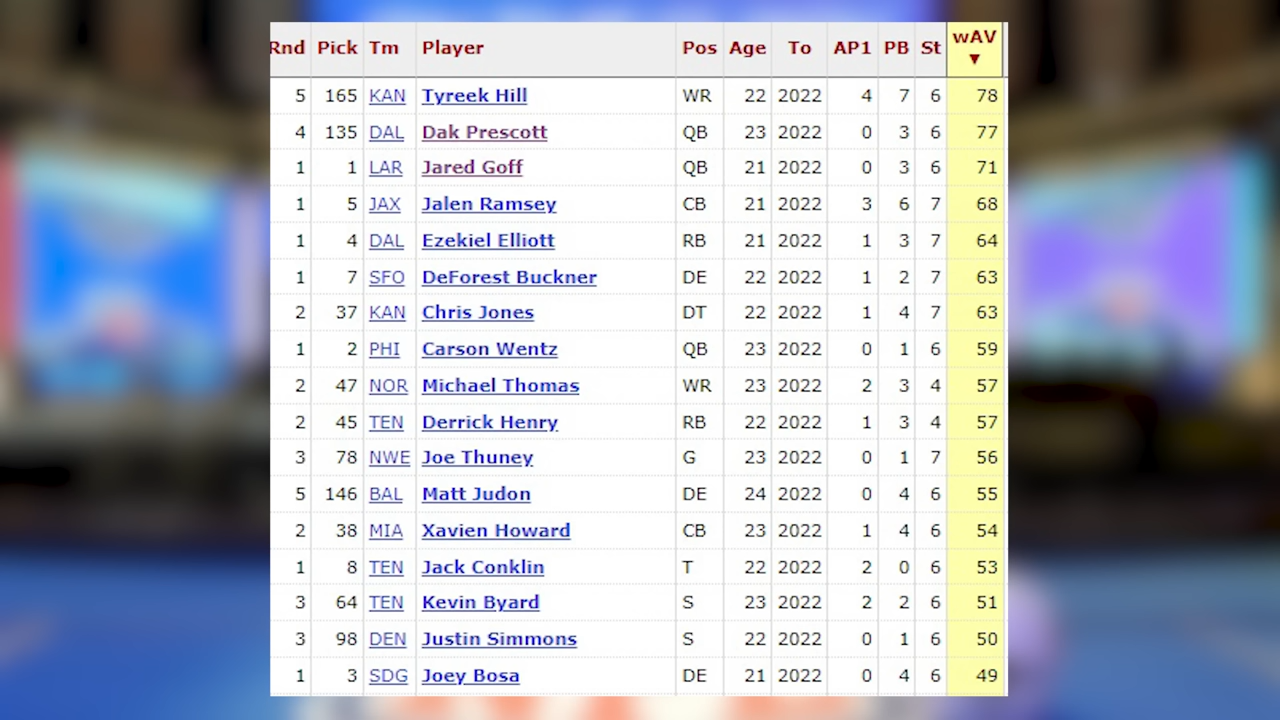 Rnd Pick Tm Player Pos Age To AP1 PB St wAV ▼
5 165 KAN Tyreek Hill WR 22 2022 4 7 6 78
4 135 DAL Dak Prescott QB 23 2022 0 3 6 77
1 1 LAR Jared Goff QB 21 2022 0 3 6 71
1 5 JAX Jalen Ramsey CB 21 2022 3 6 7 68
1 4 DAL Ezekiel Elliott RB 21 2022 1 3 7 64
1 7 SFO DeForest Buckner DE 22 2022 1 2 7 63
2 37 KAN Chris Jones DT 22 2022 1 4 7 63
1 2 PHI Carson Wentz QB 23 2022 0 1 6 59
2 47 NOR Michael Thomas WR 23 2022 2 3 4 57
2 45 TEN Derrick Henry RB 22 2022 1 3 4 57
3 78 NWE Joe Thuney G 23 2022 0 1 7 56
5 146 BAL Matt Judon DE 24 2022 0 4 6 55
2 38 MIA Xavien Howard CB 23 2022 1 4 6 54
1 8 TEN Jack Conklin T 22 2022 2 0 6 53
3 64 TEN Kevin Byard S 23 2022 2 2 6 51
3 98 DEN Justin Simmons S 22 2022 0 1 6 50
1 3 SDG Joey Bosa DE 21 2022 0 4 6 49